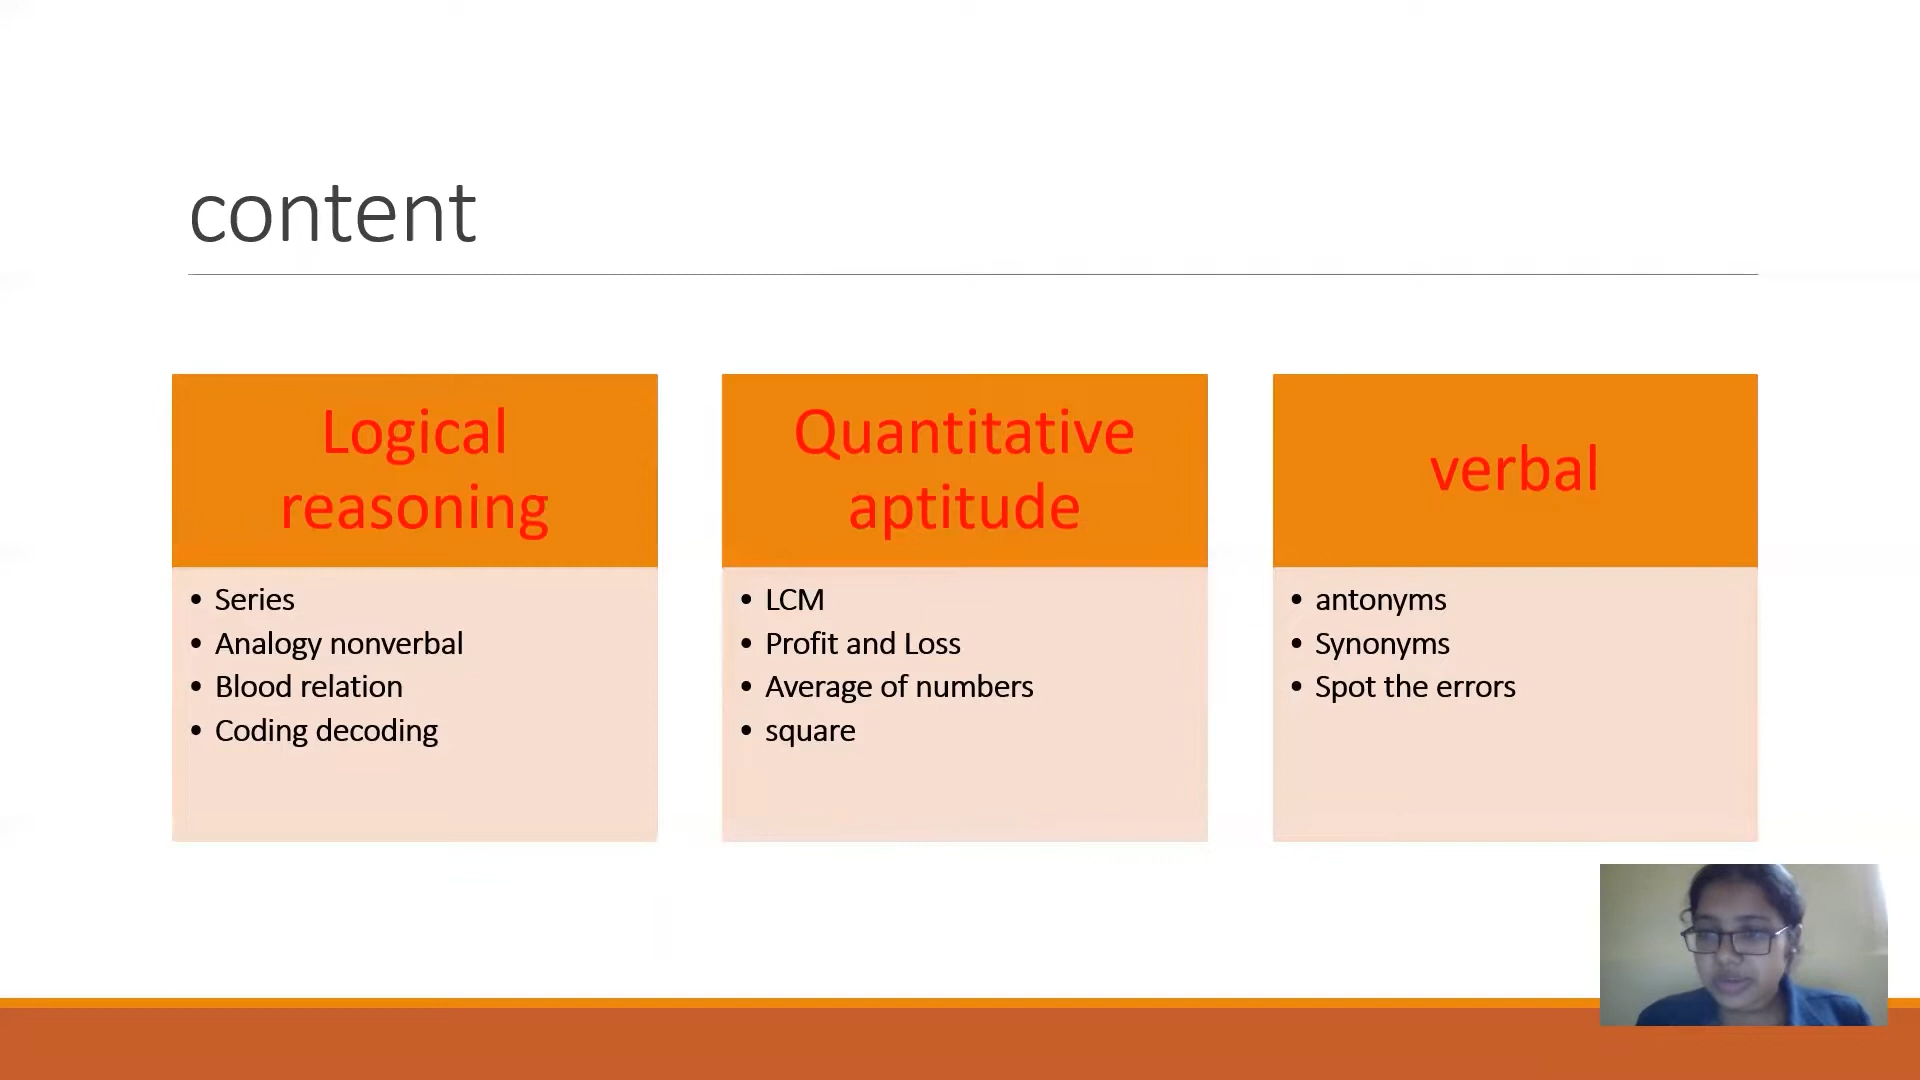 content
Logical
reasoning
• Series
• Analogy nonverbal
• Blood relation
• Coding decoding
Quantitative
aptitude
• LCM
• Profit and Loss
• Average of numbers
• square
verbal
• antonyms
• Synonyms
• Spot the errors